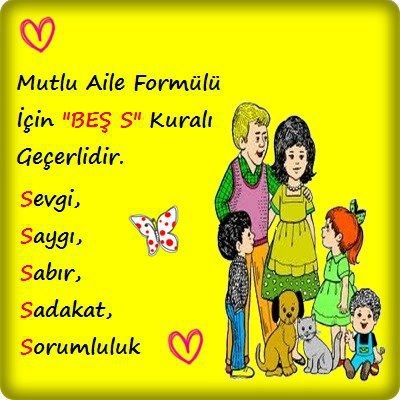 Mutlu Aile Formülü
İçin "BEŞ S" Kuralı
Geçerlidir.
Sevgi,
Saygı,
Sabır,
Sadakat,
Sorumluluk